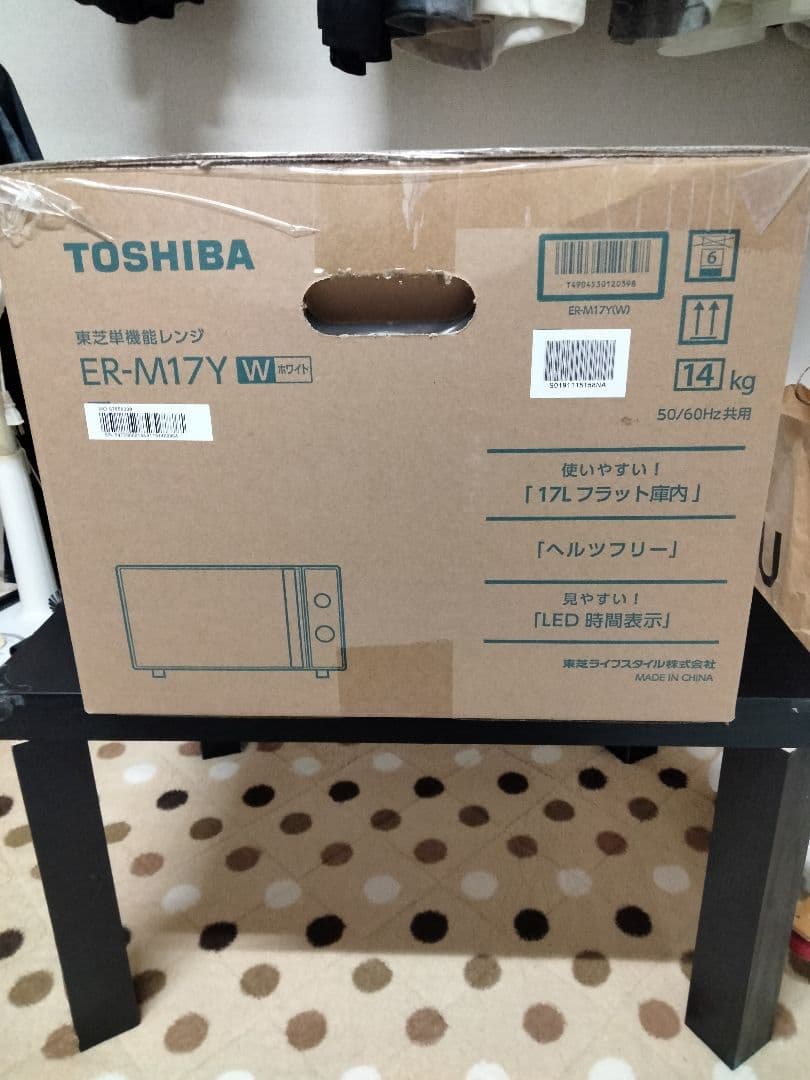 TOSHIBA
東芝単機能レンジ
ER-M17Y W ホワイト
T4904530120398
ER-M17Y(W)
6
14 kg
50/60Hz共用
使いやすい！
「17Lフラット庫内」
「ヘルツフリー」
見やすい！
「LED 時間表示」
東芝ライフスタイル株式会社
MADE IN CHINA
U